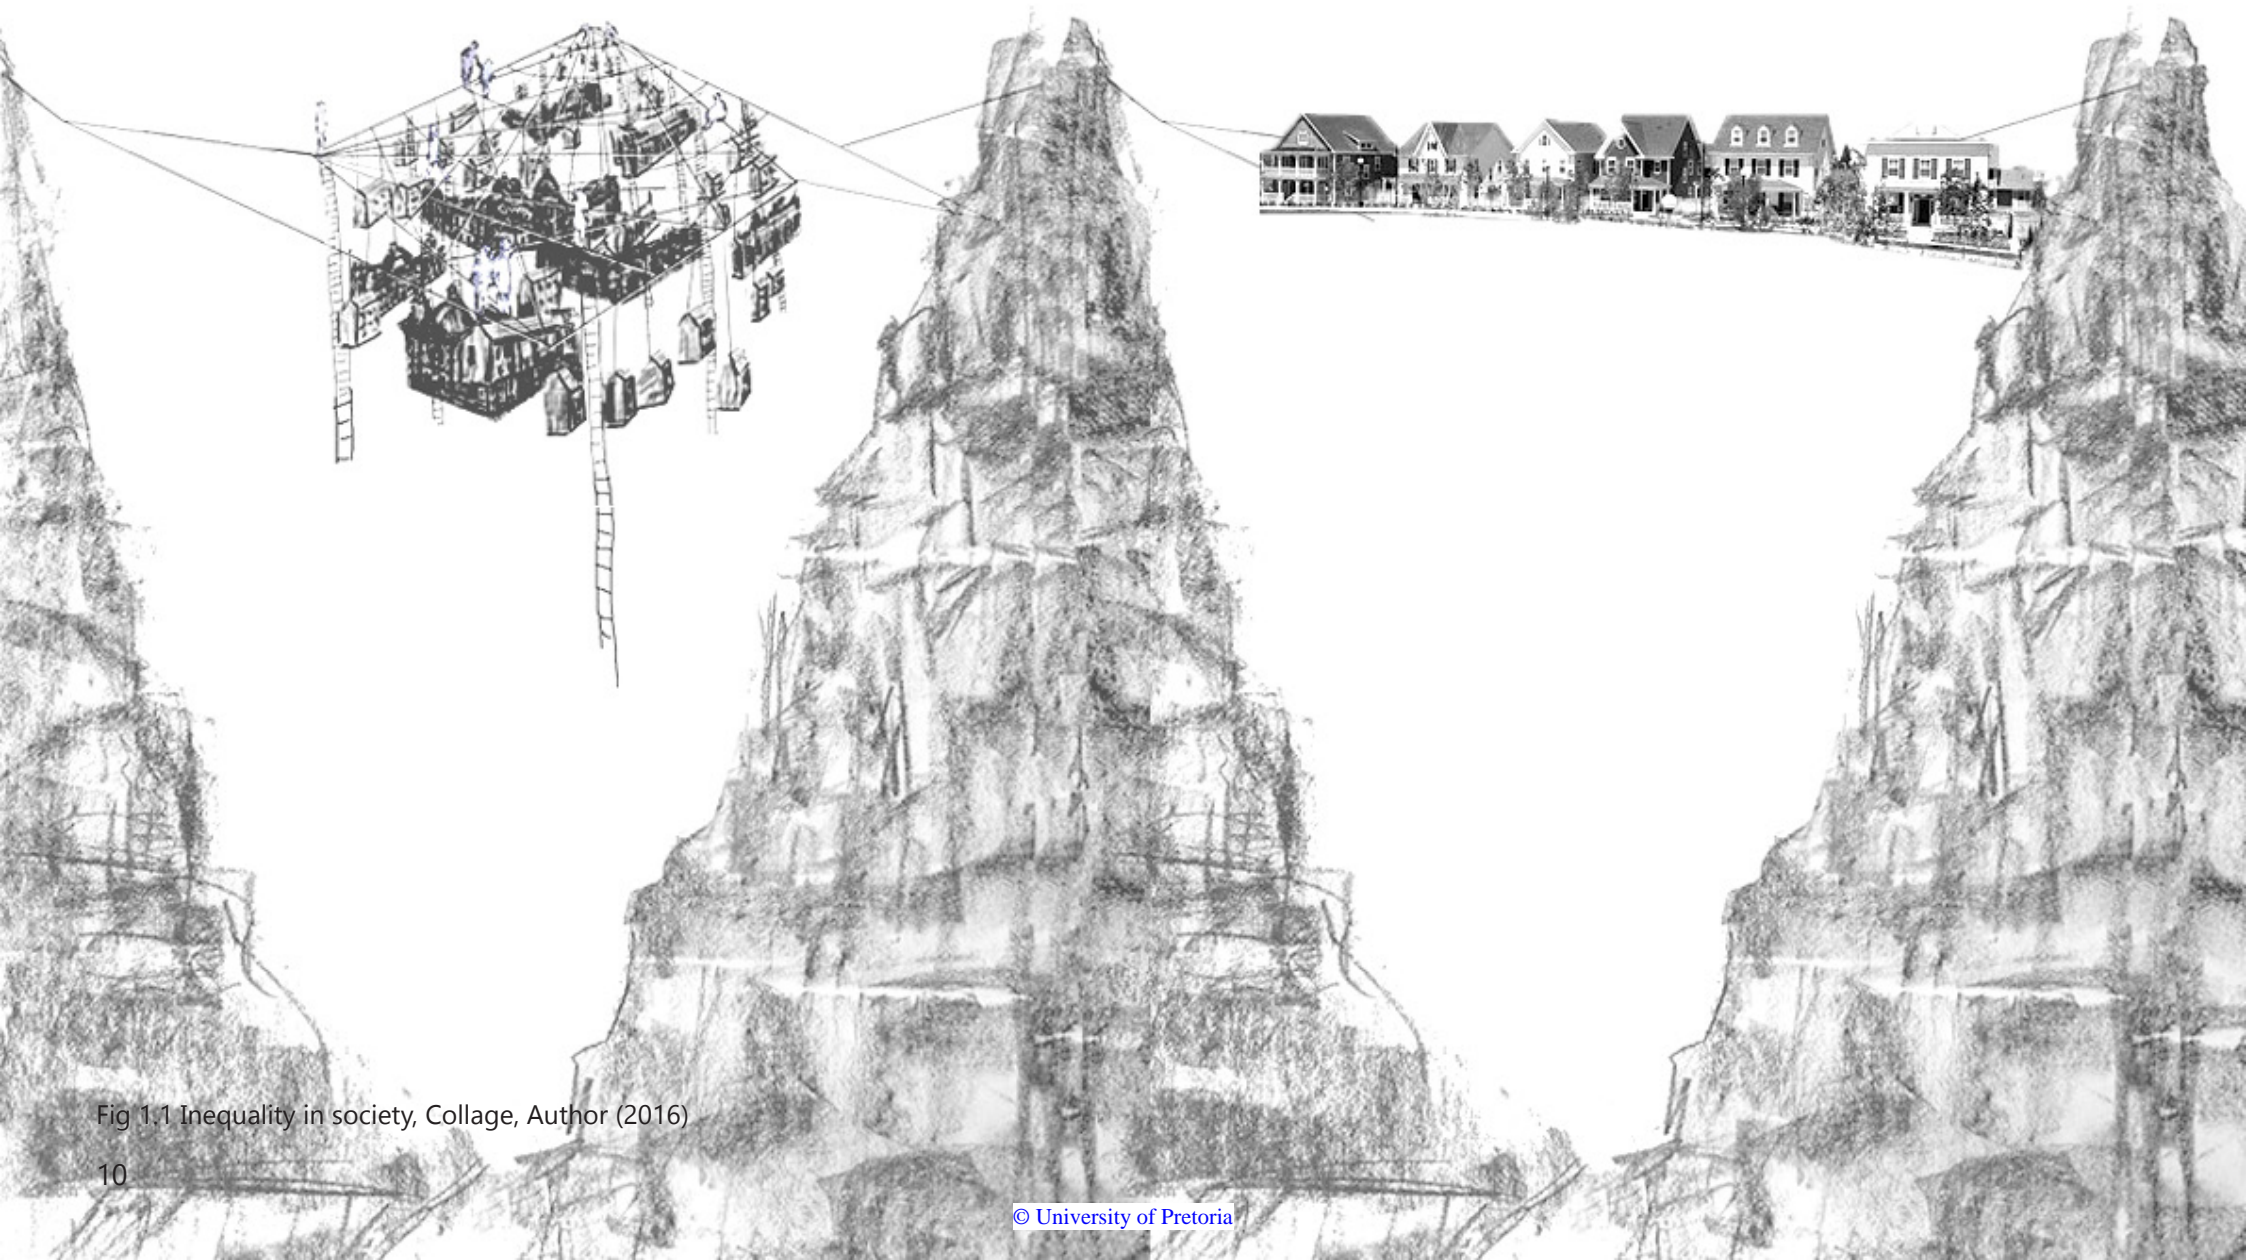 Fig 1.1 Inequality in society, Collage, Author (2016)
10
© University of Pretoria